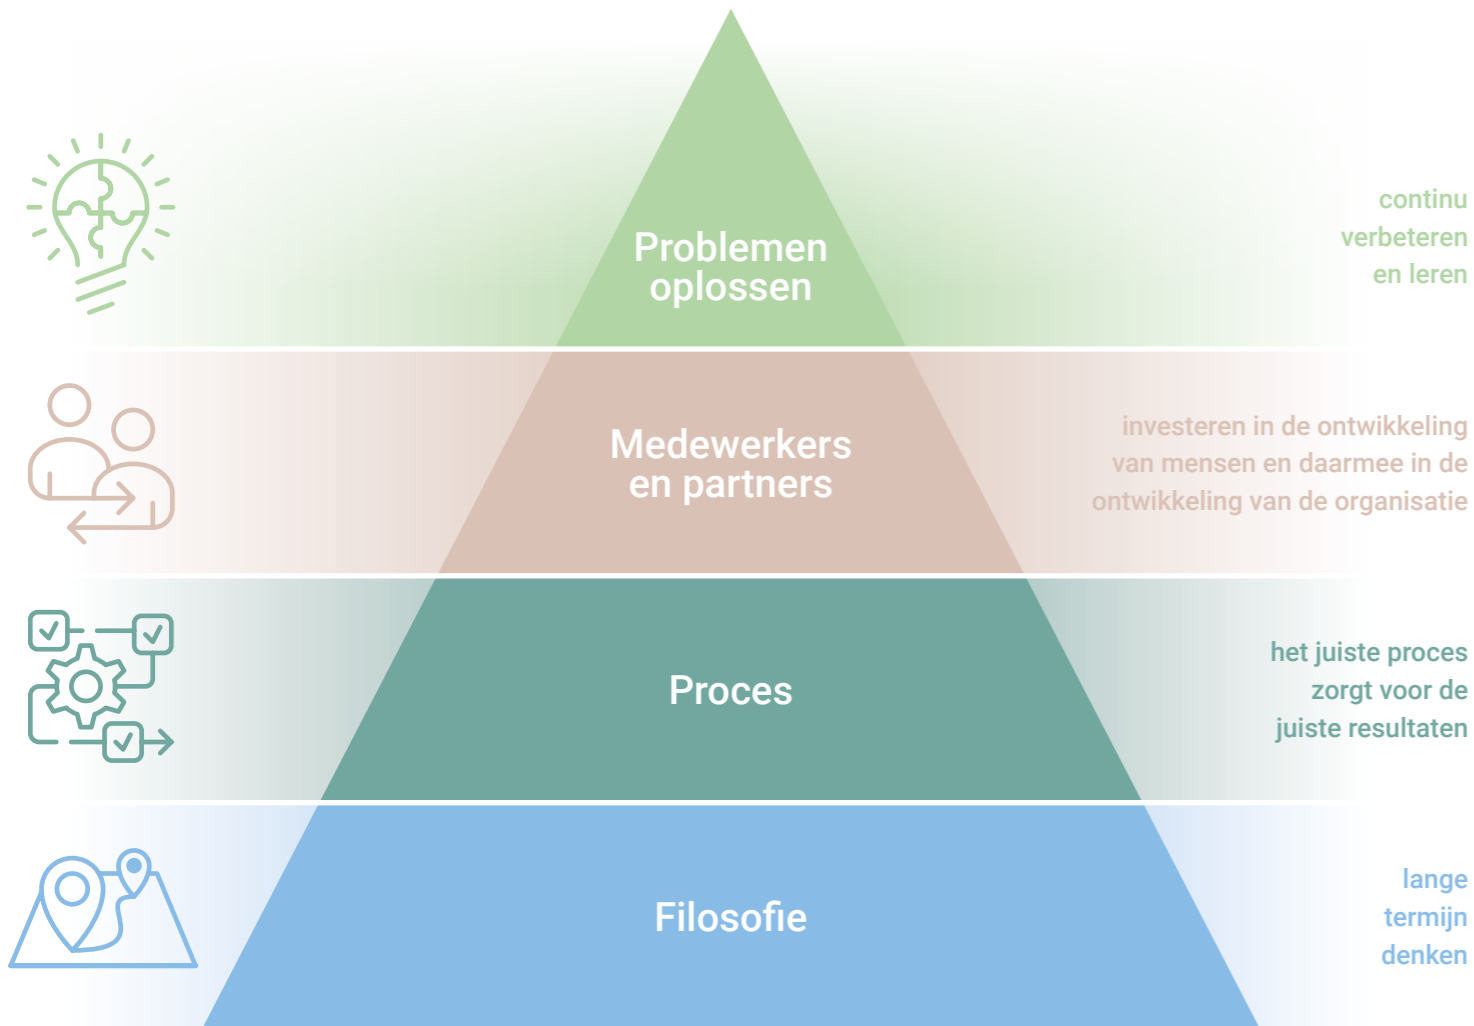 Problemen
oplossen
continu
verbeteren
en leren
Medewerkers
en partners
investeren in de ontwikkeling
van mensen en daarmee in de
ontwikkeling van de organisatie
Proces
het juiste proces
zorgt voor de
juiste resultaten
Filosofie
lange
termijn
denken